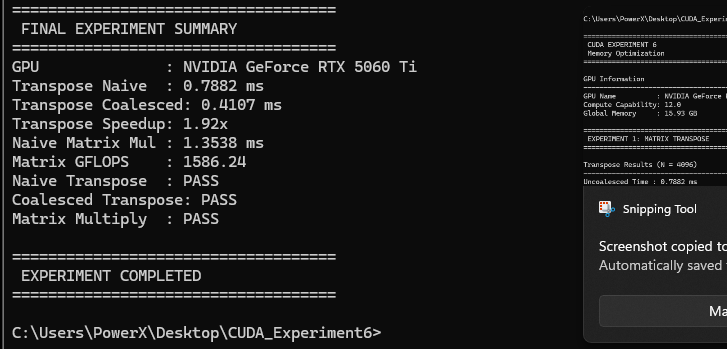 ====================================
FINAL EXPERIMENT SUMMARY
====================================
GPU : NVIDIA GeForce RTX 5060 Ti
Transpose Naive : 0.7882 ms
Transpose Coalesced: 0.4107 ms
Transpose Speedup: 1.92x
Naive Matrix Mul : 1.3538 ms
Matrix GFLOPS : 1586.24
Naive Transpose : PASS
Coalesced Transpose: PASS
Matrix Multiply : PASS
====================================
EXPERIMENT COMPLETED
====================================
C:\Users\PowerX\Desktop\CUDA_Experiment6>
C:\Users\PowerX\Desktop\CUDA_Experim
CUDA EXPERIMENT 6
Memory Optimization
GPU Information
GPU Name : NVIDIA GeForce
Compute Capability: 12.0
Global Memory : 15.93 GB
EXPERIMENT 1: MATRIX TRANSPOSE
Transpose Results (N = 4096)
Uncoalesced Time : 0.7882 ms
Snipping Tool
Screenshot copied to
Automatically saved
Ma